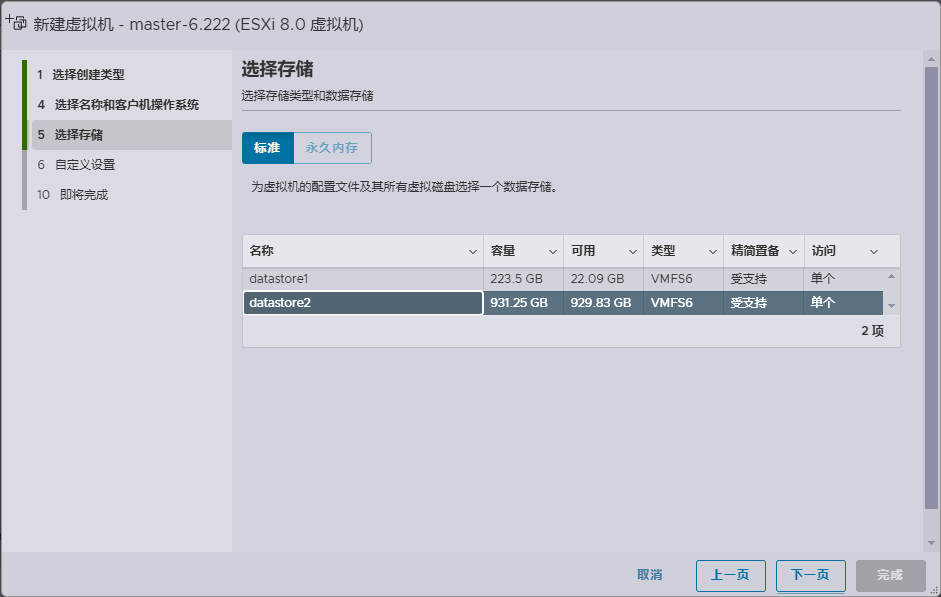 新建虚拟机 - master-6.222 (ESXi 8.0 虚拟机)
1 选择创建类型
4 选择名称和客户机操作系统
5 选择存储
6 自定义设置
10 即将完成
选择存储
选择存储类型和数据存储
标准 永久内存
为虚拟机的配置文件及其所有虚拟磁盘选择一个数据存储。
名称 容量 可用 类型 精简置备 访问
datastore1 223.5 GB 22.09 GB VMFS6 受支持 单个
datastore2 931.25 GB 929.83 GB VMFS6 受支持 单个
2 项
取消 上一页 下一页 完成